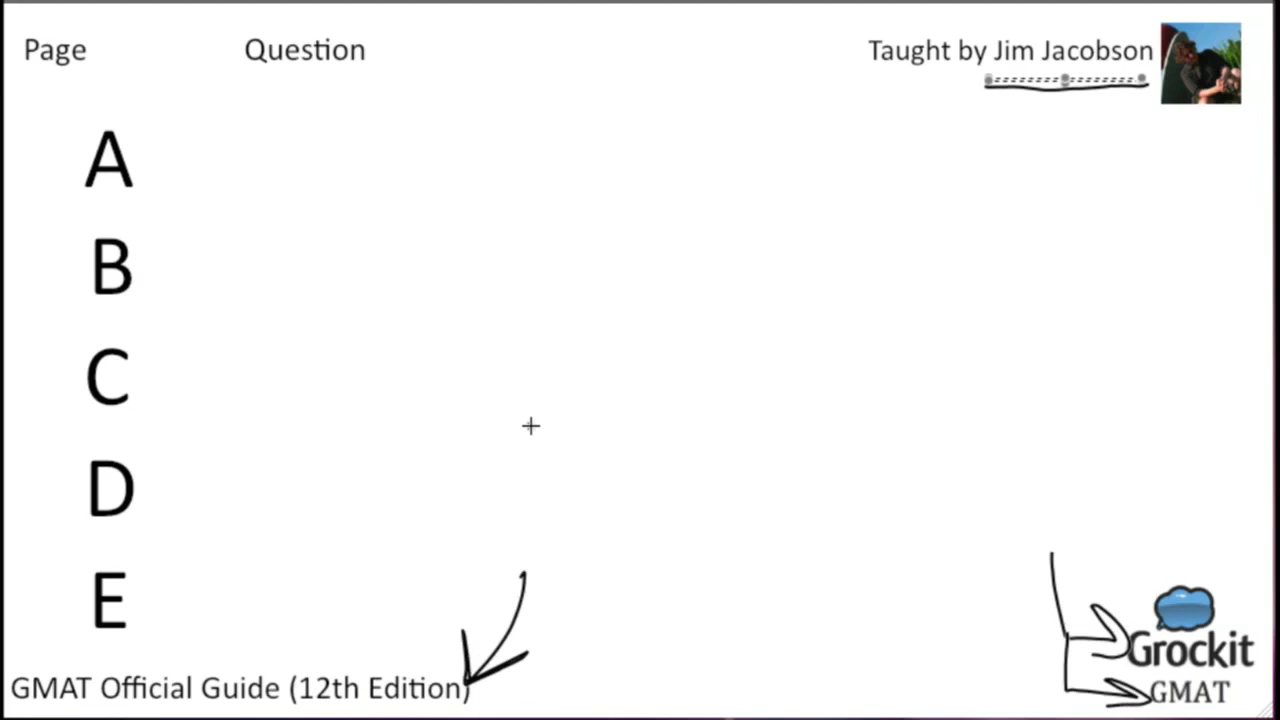 Page Question Taught by Jim Jacobson
A
B
C
D
E
GMAT Official Guide (12th Edition)
Grockit
GMAT